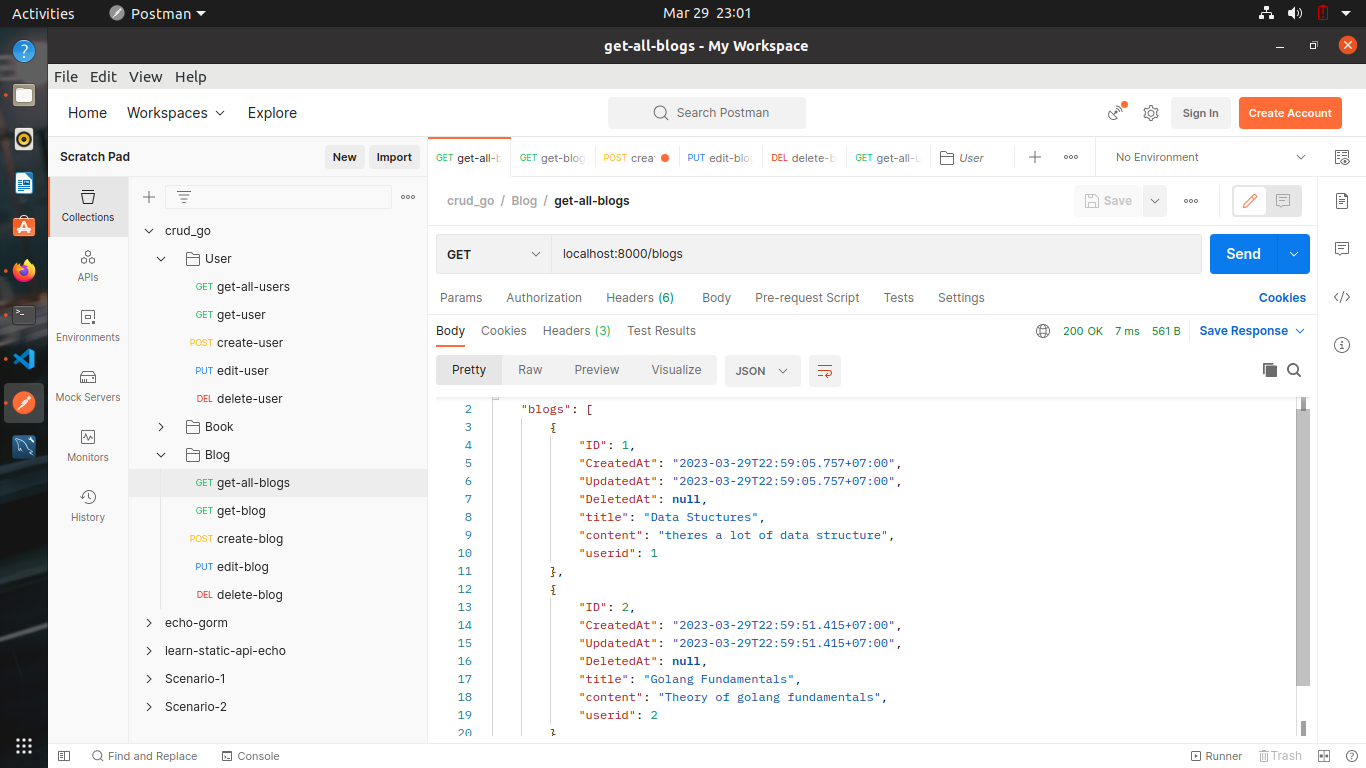 Activities
Postman
Mar 29 23:01
get-all-blogs - My Workspace
File Edit View Help
Home Workspaces Explore
Search Postman
Sign In
Create Account
Scratch Pad
New
Import
GET get-all-b
GET get-blog
POST creat
PUT edit-blo
DEL delete-b
GET get-all-u
User
No Environment
Collections
APIs
Environments
Mock Servers
Monitors
History
crud_go
User
GET get-all-users
GET get-user
POST create-user
PUT edit-user
DEL delete-user
Book
Blog
GET get-all-blogs
GET get-blog
POST create-blog
PUT edit-blog
DEL delete-blog
echo-gorm
learn-static-api-echo
Scenario-1
Scenario-2
crud_go / Blog / get-all-blogs
Save
GET
localhost:8000/blogs
Send
Params Authorization Headers (6) Body Pre-request Script Tests Settings
Cookies
Body Cookies Headers (3) Test Results
200 OK 7 ms 561 B
Save Response
Pretty Raw Preview Visualize
JSON
2 "blogs": [
3 {
4 "ID": 1,
5 "CreatedAt": "2023-03-29T22:59:05.757+07:00",
6 "UpdatedAt": "2023-03-29T22:59:05.757+07:00",
7 "DeletedAt": null,
8 "title": "Data Stuctures",
9 "content": "theres a lot of data structure",
10 "userid": 1
11 },
12 {
13 "ID": 2,
14 "CreatedAt": "2023-03-29T22:59:51.415+07:00",
15 "UpdatedAt": "2023-03-29T22:59:51.415+07:00",
16 "DeletedAt": null,
17 "title": "Golang Fundamentals",
18 "content": "Theory of golang fundamentals",
19 "userid": 2
20 }
Find and Replace
Console
Runner
Trash